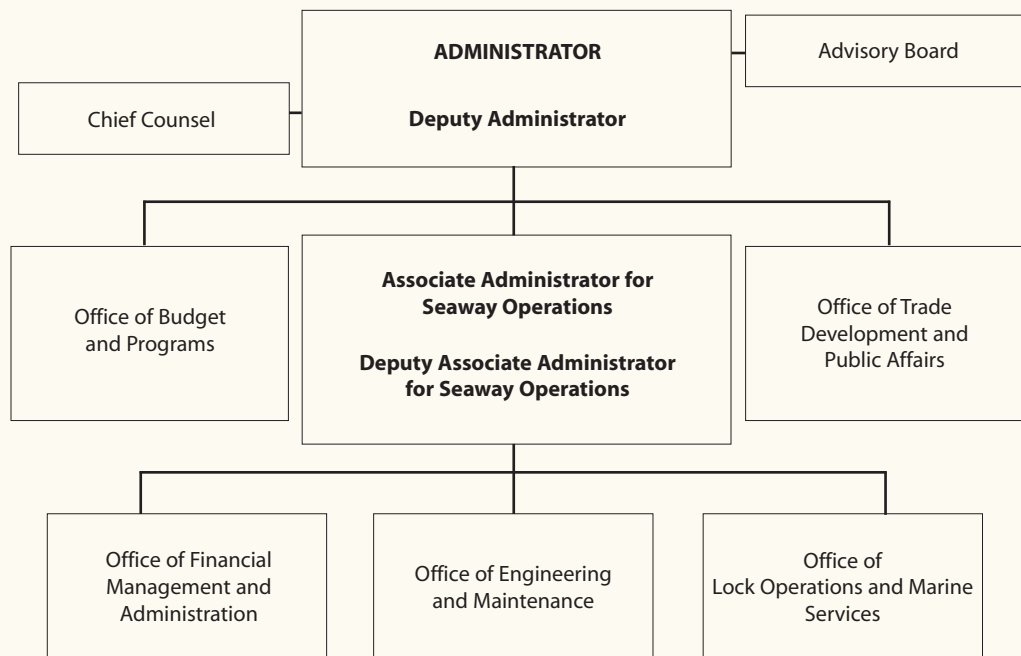 ADMINISTRATOR
Deputy Administrator
Advisory Board
Chief Counsel
Office of Budget
and Programs
Associate Administrator for
Seaway Operations
Deputy Associate Administrator
for Seaway Operations
Office of Trade
Development and
Public Affairs
Office of Financial
Management and
Administration
Office of Engineering
and Maintenance
Office of
Lock Operations and Marine
Services